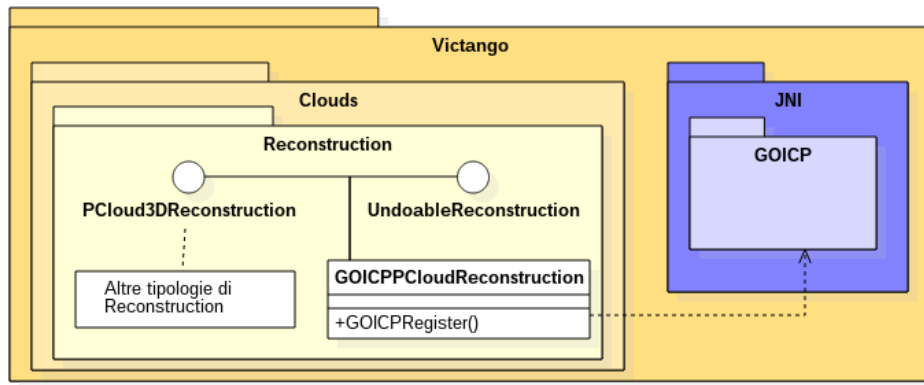 Victango
Clouds
JNI
Reconstruction
GOICP
PCloud3DReconstruction
UndoableReconstruction
Altre tipologie di
Reconstruction
GOICPPCloudReconstruction
+GOICPRegister()